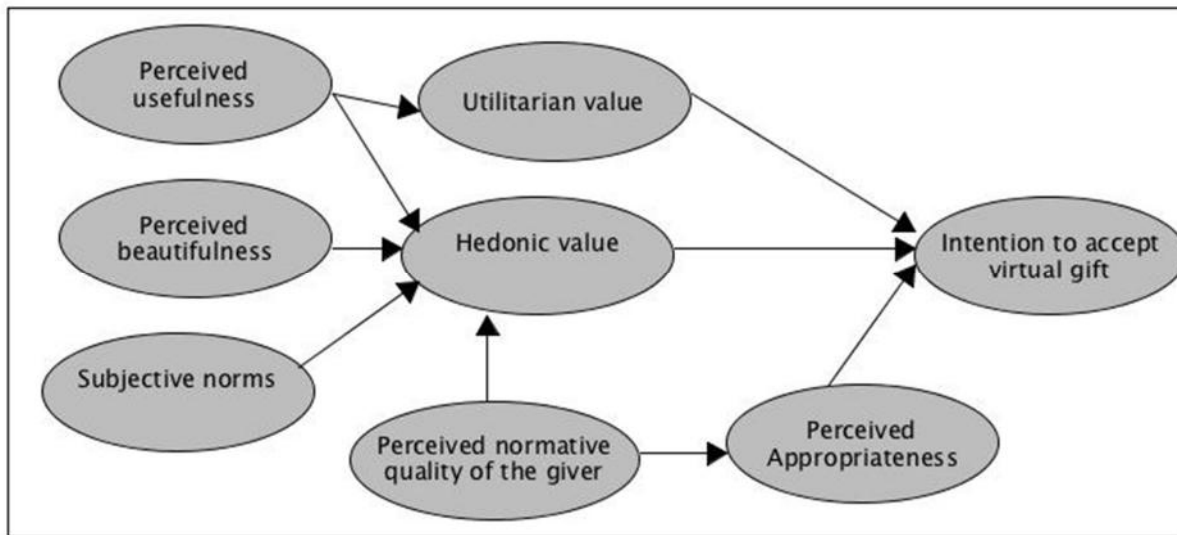 Perceived
usefulness
Utilitarian value
Perceived
beautifulness
Hedonic value
Intention to accept
virtual gift
Subjective norms
Perceived normative
quality of the giver
Perceived
Appropriateness